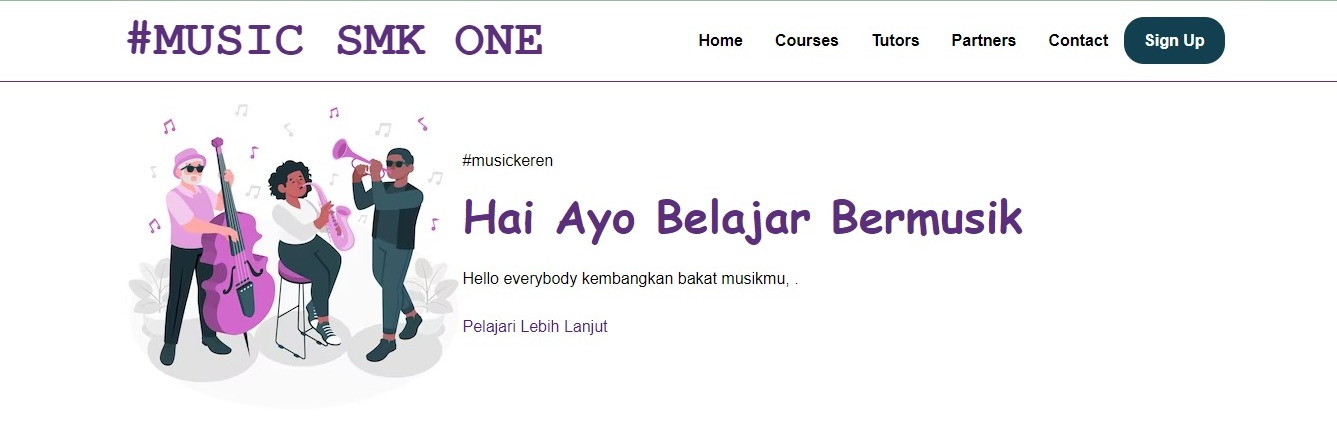 #MUSIC SMK ONE
Home Courses Tutors Partners Contact Sign Up
#musickeren
Hai Ayo Belajar Bermusik
Hello everybody kembangkan bakat musikmu, .
Pelajari Lebih Lanjut